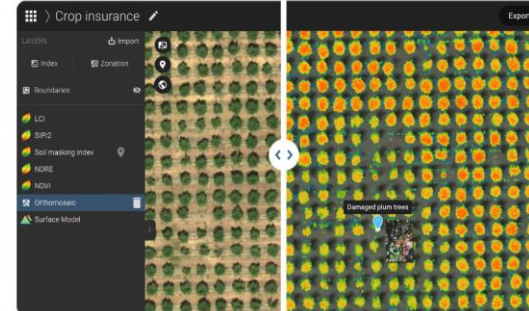 Crop insurance
Export
LAYERS
Import
Index
Zonation
Boundaries
LCI
SIPI2
Soil masking index
NDRE
NDVI
Orthomosaic
Surface Model
Damaged plum trees